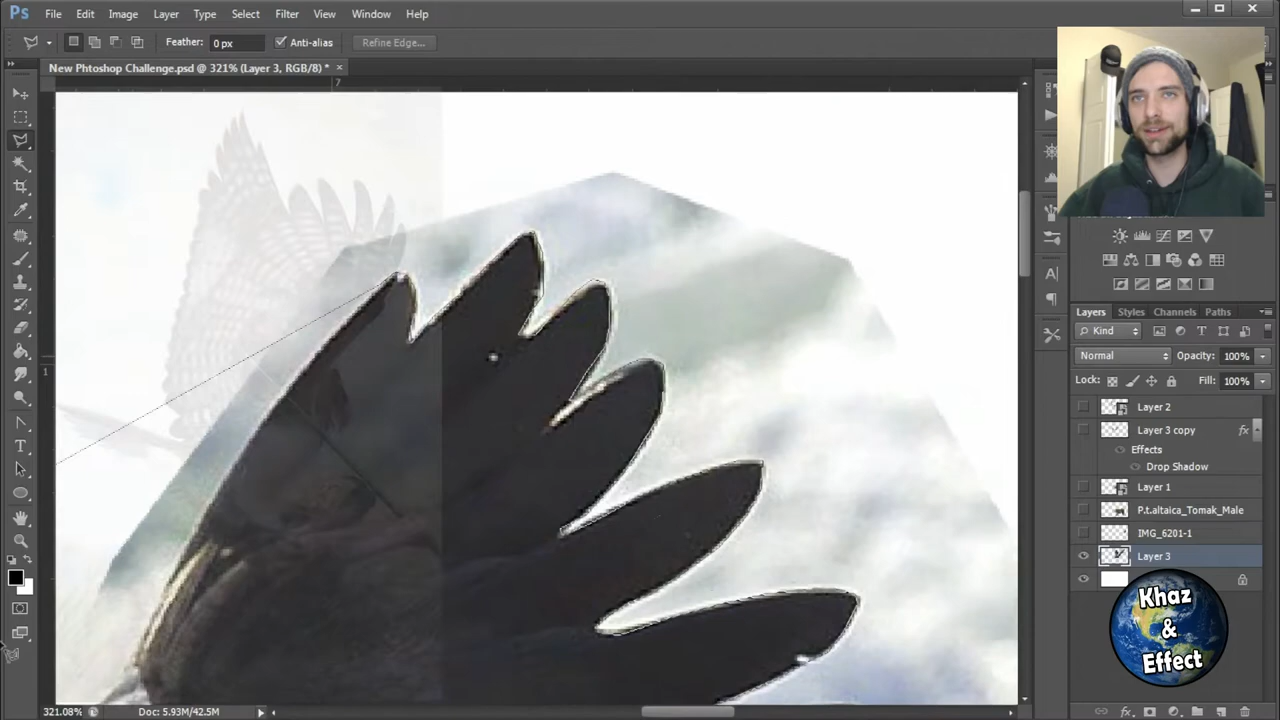 Ps File Edit Image Layer Type Select Filter View Window Help
Feather: 0 px Anti-alias Refine Edge...
New Phtoshop Challenge.psd @ 321% (Layer 3, RGB/8) * ×
7
1
Layers Styles Channels Paths
Kind
Normal Opacity: 100%
Lock: Fill: 100%
Layer 2
Layer 3 copy fx
Effects
Drop Shadow
Layer 1
P.t.altaica_Tomak_Male
IMG_6201-1
Layer 3
Khaz
&
Effect
321.08% Doc: 5.93M/42.5M